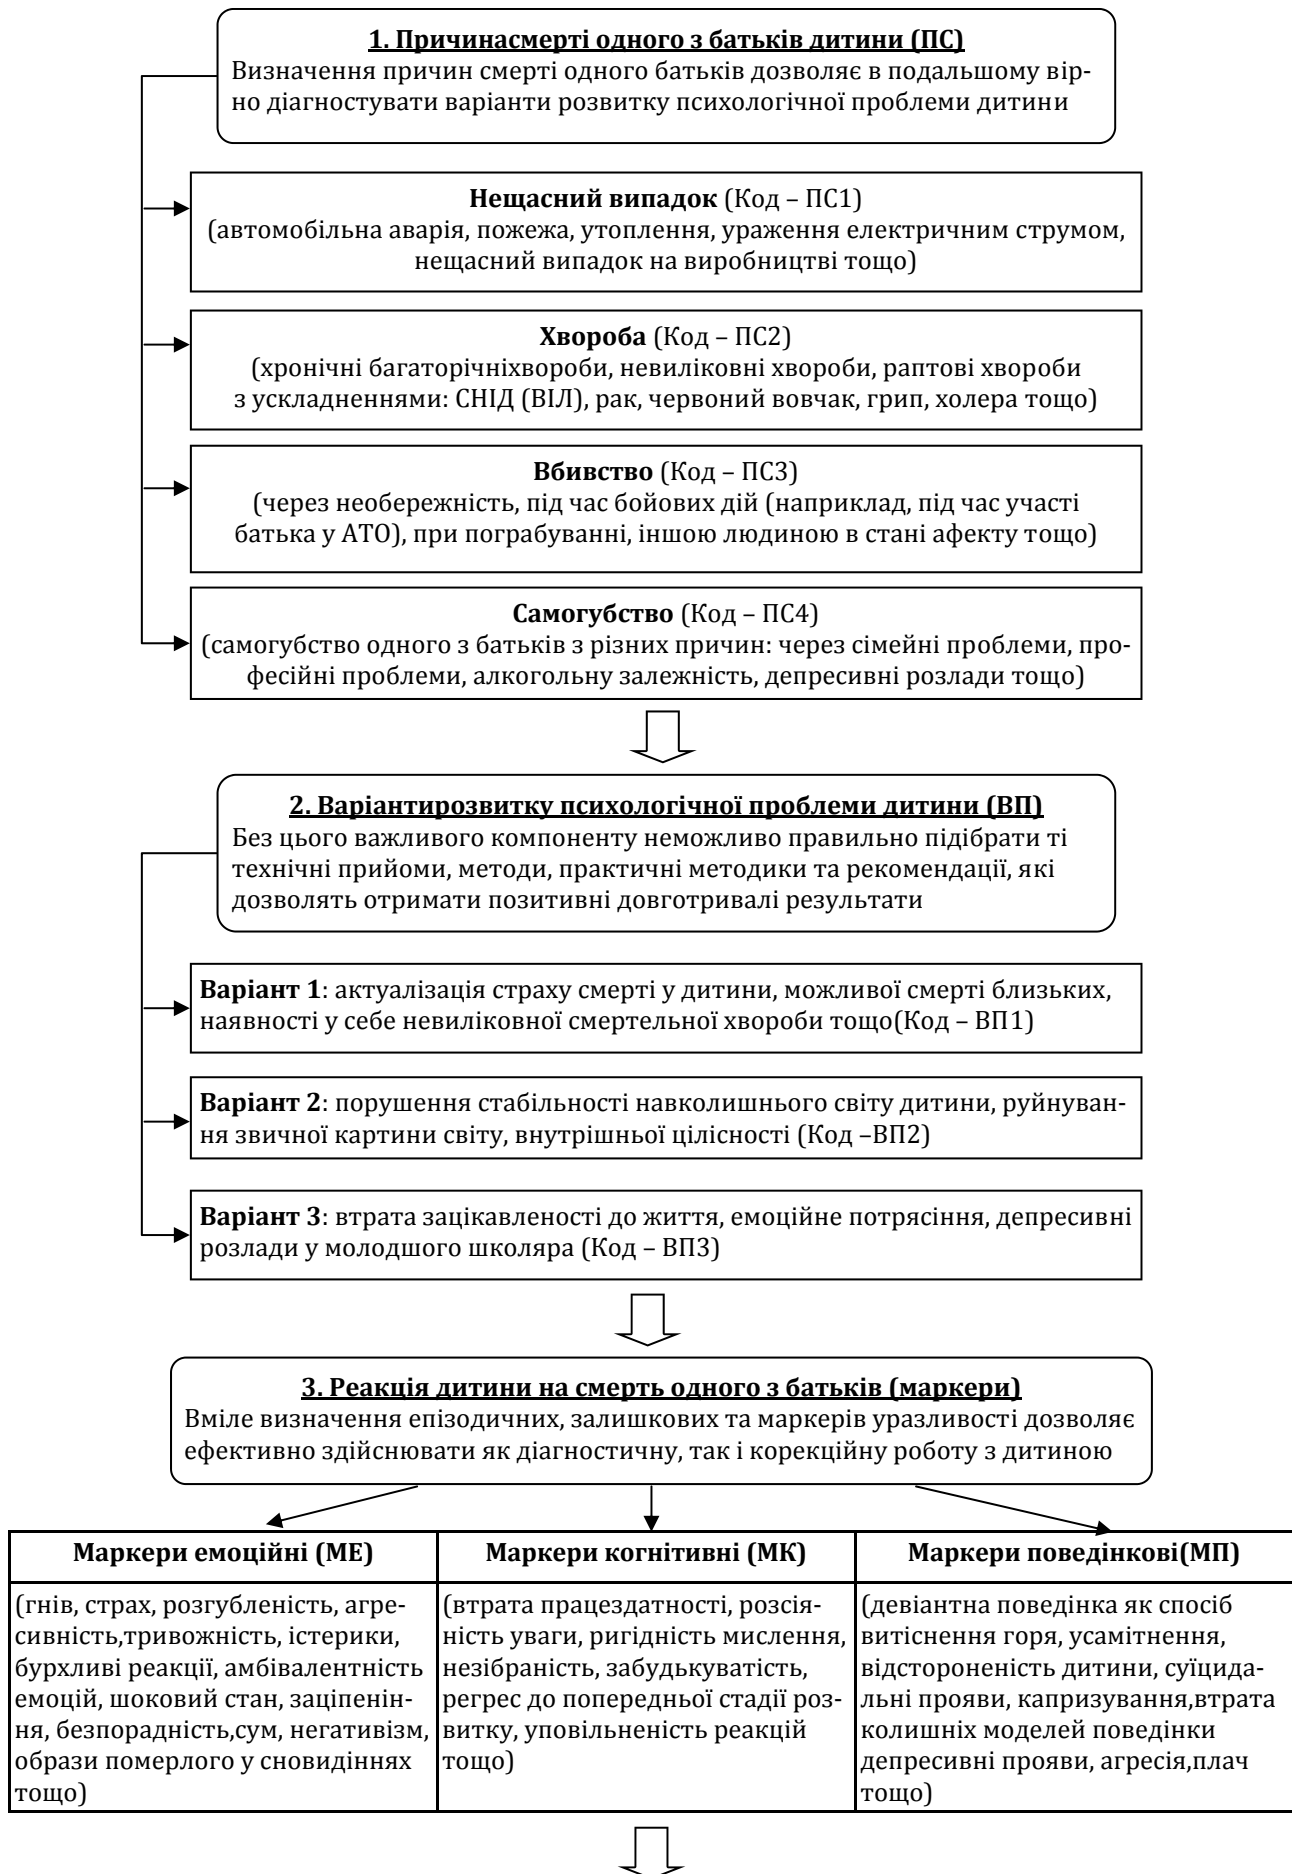 1. Причинасмерті одного з батьків дитини (ПС)
Визначення причин смерті одного батьків дозволяє в подальшому вір-
но діагностувати варіанти розвитку психологічної проблеми дитини
Нещасний випадок (Код – ПС1)
(автомобільна аварія, пожежа, утоплення, ураження електричним струмом,
нещасний випадок на виробництві тощо)
Хвороба (Код – ПС2)
(хронічні багаторічніхвороби, невиліковні хвороби, раптові хвороби
з ускладненнями: СНІД (ВІЛ), рак, червоний вовчак, грип, холера тощо)
Вбивство (Код – ПС3)
(через необережність, під час бойових дій (наприклад, під час участі
батька у АТО), при пограбуванні, іншою людиною в стані афекту тощо)
Самогубство (Код – ПС4)
(самогубство одного з батьків з різних причин: через сімейні проблеми, про-
фесійні проблеми, алкогольну залежність, депресивні розлади тощо)
2. Варіантирозвитку психологічної проблеми дитини (ВП)
Без цього важливого компоненту неможливо правильно підібрати ті
технічні прийоми, методи, практичні методики та рекомендації, які
дозволять отримати позитивні довготривалі результати
Варіант 1: актуалізація страху смерті у дитини, можливої смерті близьких,
наявності у себе невиліковної смертельної хвороби тощо(Код – ВП1)
Варіант 2: порушення стабільності навколишнього світу дитини, руйнуван-
ня звичної картини світу, внутрішньої цілісності (Код –ВП2)
Варіант 3: втрата зацікавленості до життя, емоційне потрясіння, депресивні
розлади у молодшого школяра (Код – ВП3)
3. Реакція дитини на смерть одного з батьків (маркери)
Вміле визначення епізодичних, залишкових та маркерів уразливості дозволяє
ефективно здійснювати як діагностичну, так і корекційну роботу з дитиною
Маркери емоційні (МЕ)
(гнів, страх, розгубленість, агре-
сивність,тривожність, істерики,
бурхливі реакції, амбівалентність
емоцій, шоковий стан, заціпенін-
ня, безпорадність,сум, негативізм,
образи померлого у сновидіннях
тощо)
Маркери когнітивні (МК)
(втрата працездатності, розсія-
ність уваги, ригідність мислення,
незібраність, забудькуватість,
регрес до попередньої стадії роз-
витку, уповільненість реакцій
тощо)
Маркери поведінкові(МП)
(девіантна поведінка як спосіб
витіснення горя, усамітнення,
відстороненість дитини, суїцида-
льні прояви, капризування,втрата
колишніх моделей поведінки
депресивні прояви, агресія,плач
тощо)